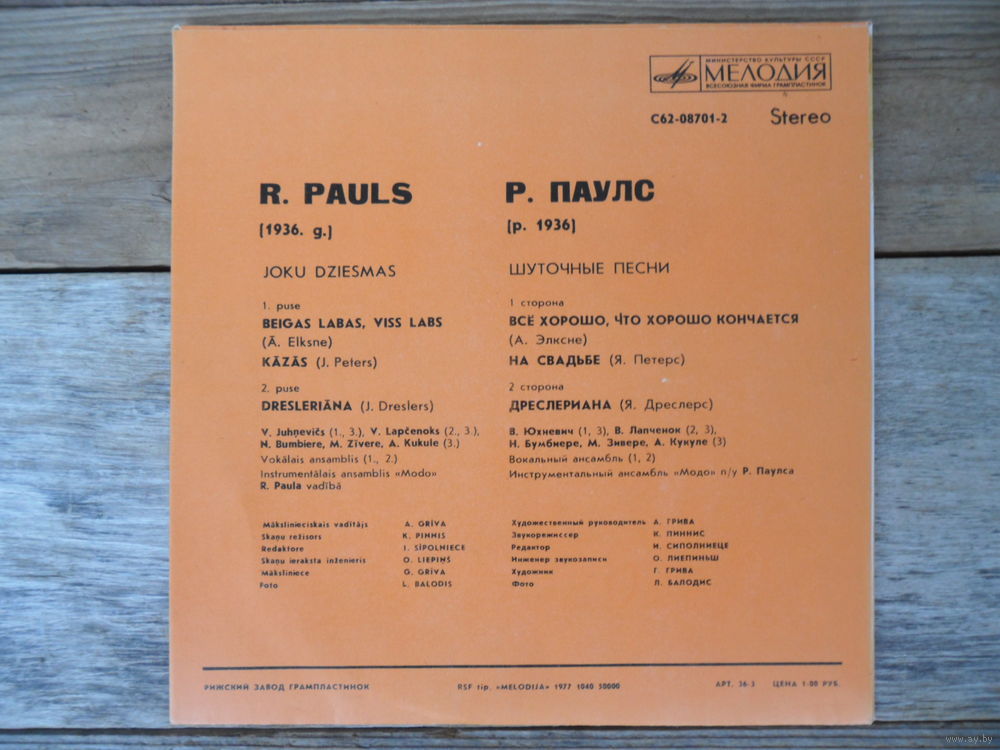 МИНИСТЕРСТВО КУЛЬТУРЫ СССР
МЕЛОДИЯ
ВСЕСОЮЗНАЯ ФИРМА ГРАМПЛАСТИНОК
С62-08701-2 Stereo
R. PAULS
(1936. g.)
JOKU DZIESMAS
1. puse
BEIGAS LABAS, VISS LABS
(Ā. Elksne)
KĀZĀS (J. Peters)
2. puse
DRESLERIĀNA (J. Dreslers)
V. Juhņevičs (1., 3.), V. Lapčenoks (2., 3.),
N. Bumbiere, M. Zīvere, A. Kukule (3.)
Vokālais ansamblis (1., 2.)
Instrumentālais ansamblis «Modo»
R. Paula vadībā
Mākslinieciskais vadītājs A. GRĪVA
Skaņu režisors K. PINNIS
Redaktore I. SĪPOLNIECE
Skaņu ieraksta inženieris O. LIEPIŅŠ
Māksliniece G. GRĪVA
Foto L. BALODIS
Р. ПАУЛС
(р. 1936)
ШУТОЧНЫЕ ПЕСНИ
1 сторона
ВСЁ ХОРОШО, ЧТО ХОРОШО КОНЧАЕТСЯ
(А. Элксне)
НА СВАДЬБЕ (Я. Петерс)
2 сторона
ДРЕСЛЕРИАНА (Я. Дреслерс)
В. Юхневич (1, 3), В. Лапченок (2, 3),
Н. Бумбиере, М. Зивере, А. Кукуле (3)
Вокальный ансамбль (1, 2)
Инструментальный ансамбль «Модо» п/у Р. Паулса
Художественный руководитель А. ГРИВА
Звукорежиссер К. ПИННИС
Редактор И. СИПОЛНИЕЦЕ
Инженер звукозаписи О. ЛИЕПИНЬШ
Художник Г. ГРИВА
Фото Л. БАЛОДИС
РИЖСКИЙ ЗАВОД ГРАМПЛАСТИНОК RSF tip. «MELODIJA» 1977 1040 50000 АРТ. 36-3 ЦЕНА 1-00 РУБ.
www.ay.by